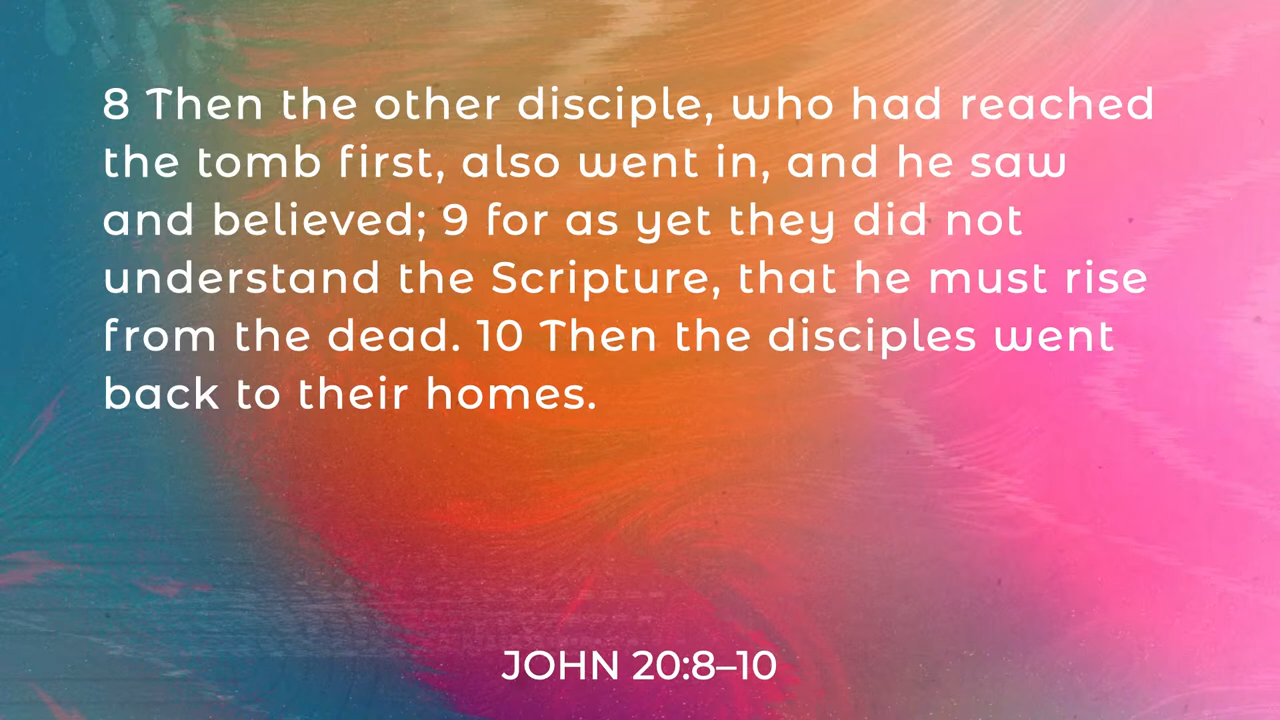 8 Then the other disciple, who had reached
the tomb first, also went in, and he saw
and believed; 9 for as yet they did not
understand the Scripture, that he must rise
from the dead. 10 Then the disciples went
back to their homes.
JOHN 20:8–10